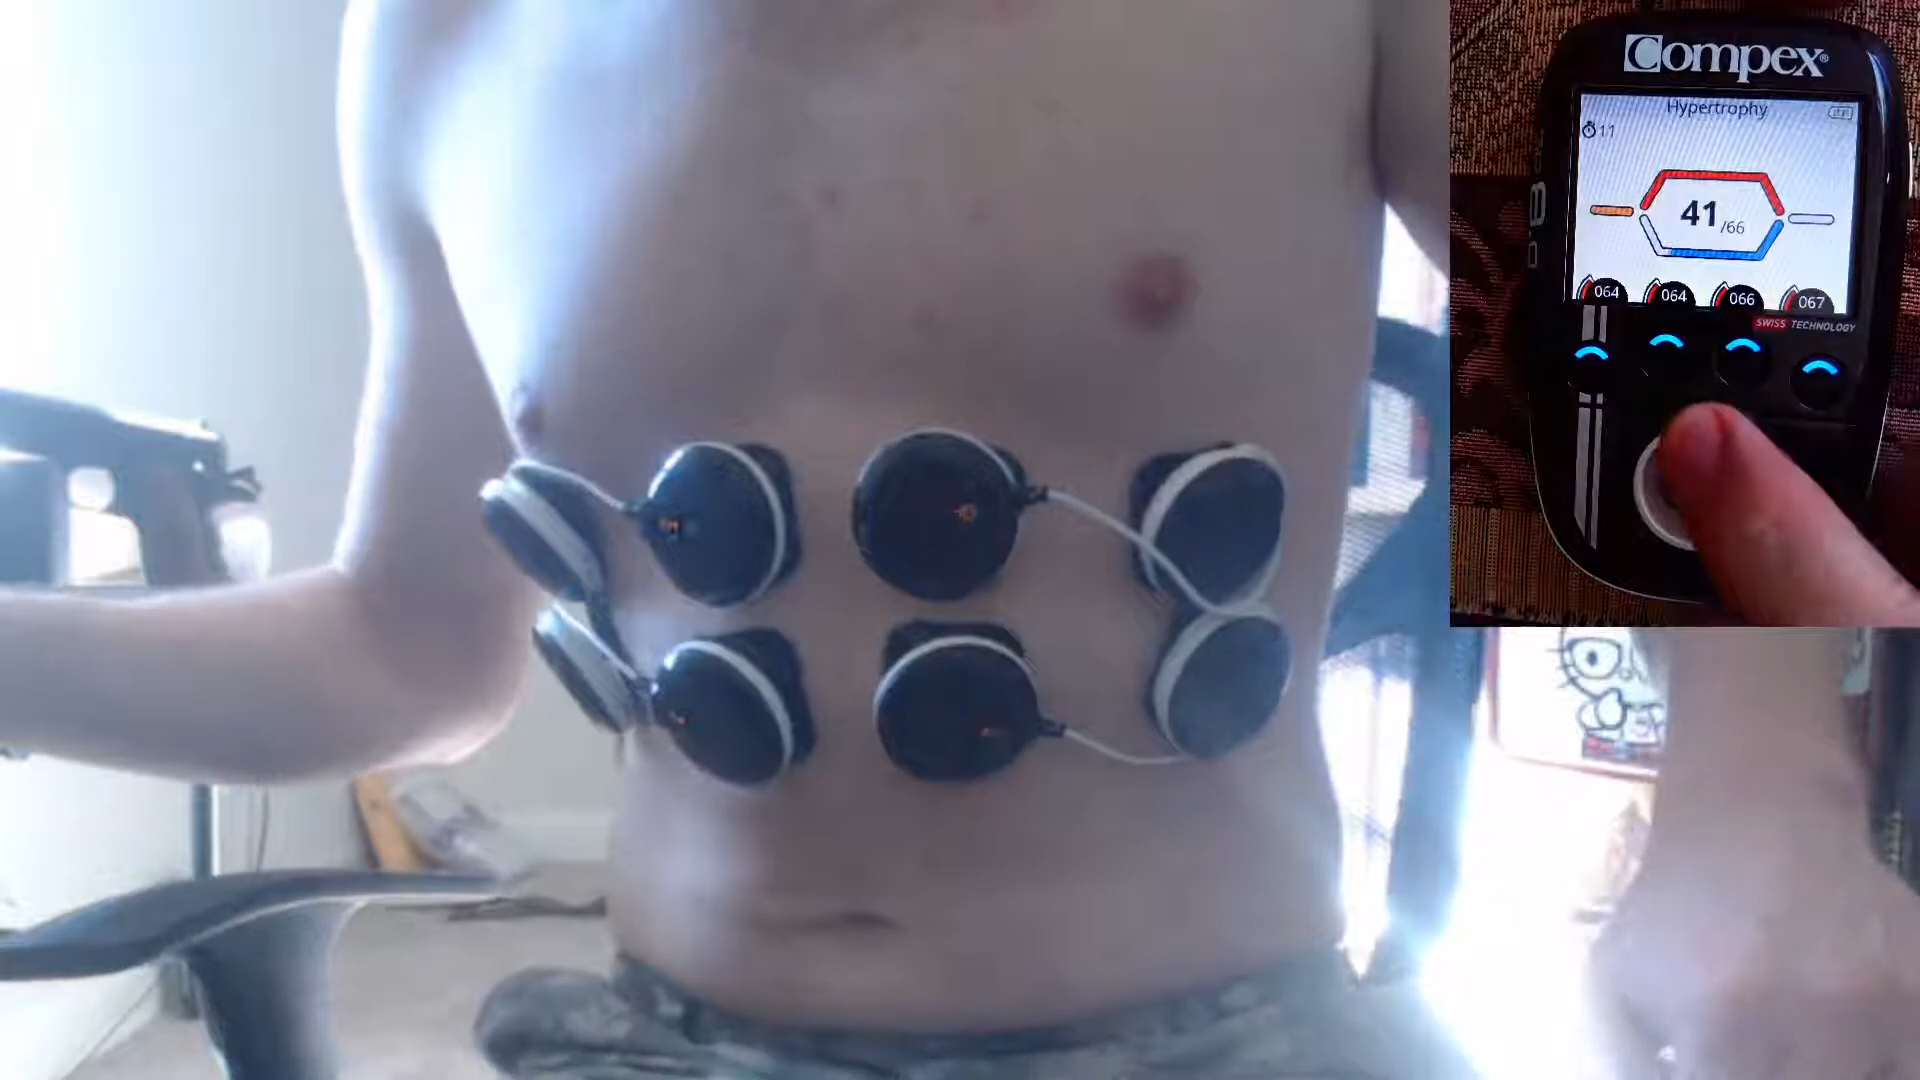 Compex®
Hypertrophy
11
41/66
064 064 066 067
SWISS TECHNOLOGY